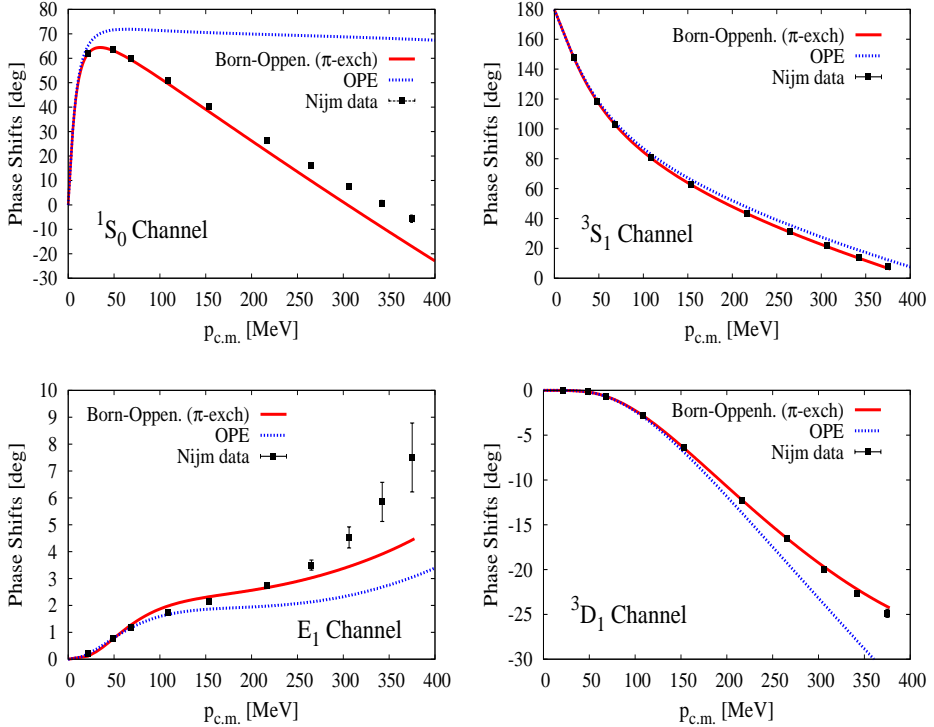 80
70
60
50
40
30
20
10
0
-10
-20
-30
Phase Shifts [deg]
Born-Oppen. (π-exch)
OPE
Nijm data
¹S₀ Channel
0 50 100 150 200 250 300 350 400
p_c.m. [MeV]
180
160
140
120
100
80
60
40
20
0
Phase Shifts [deg]
Born-Oppenh. (π-exch)
OPE
Nijm data
³S₁ Channel
0 50 100 150 200 250 300 350 400
p_c.m. [MeV]
10
9
8
7
6
5
4
3
2
1
0
Phase Shifts [deg]
Born-Oppen. (π-exch)
OPE
Nijm data
E₁ Channel
0 50 100 150 200 250 300 350 400
p_c.m. [MeV]
0
-5
-10
-15
-20
-25
-30
Phase Shifts [deg]
Born-Oppenh. (π-exch)
OPE
Nijm data
³D₁ Channel
0 50 100 150 200 250 300 350 400
p_c.m. [MeV]